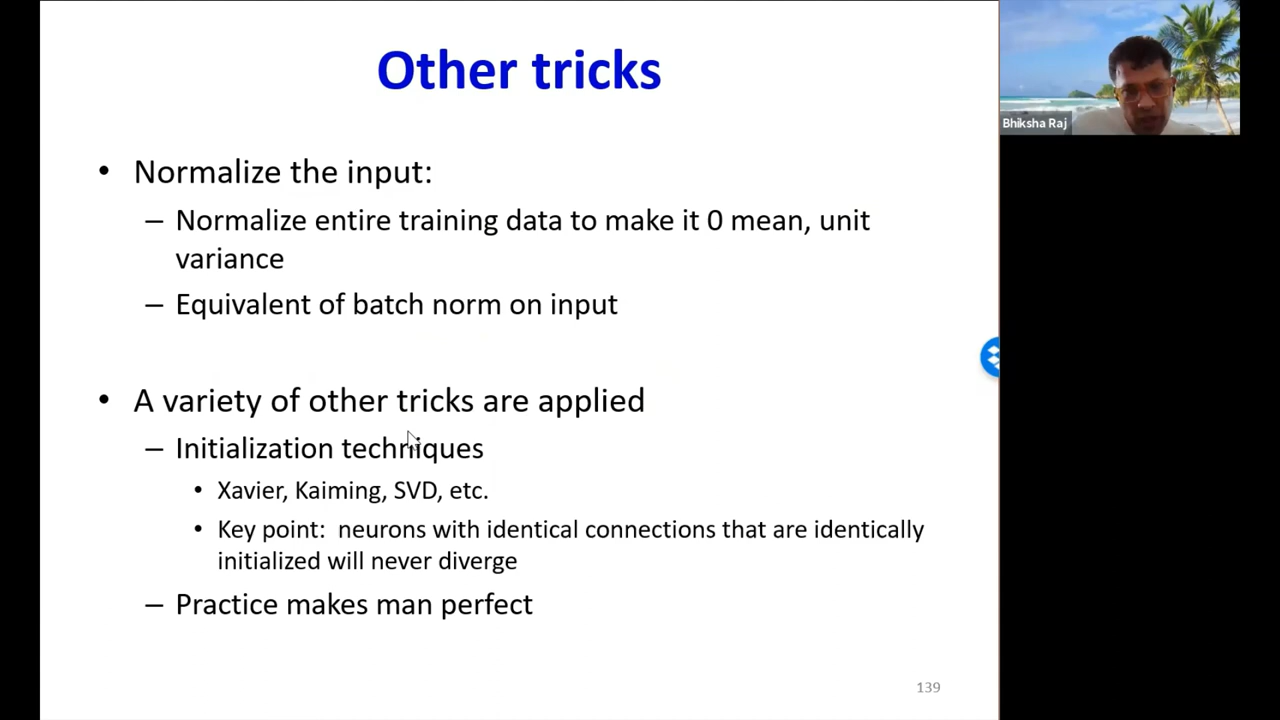 Other tricks
Bhiksha Raj
• Normalize the input:
– Normalize entire training data to make it 0 mean, unit
variance
– Equivalent of batch norm on input
• A variety of other tricks are applied
– Initialization techniques
• Xavier, Kaiming, SVD, etc.
• Key point:  neurons with identical connections that are identically
initialized will never diverge
– Practice makes man perfect
139